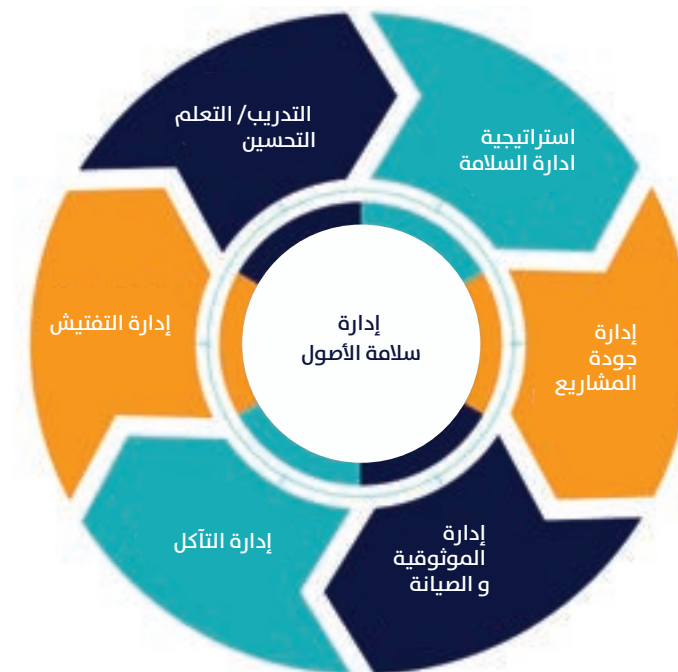 استراتيجية
ادارة السلامة
إدارة
جودة
المشاريع
إدارة
الموثوقية
و الصيانة
إدارة التآكل
إدارة التفتيش
التدريب/ التعلم
التحسين
إدارة
سلامة الأصول